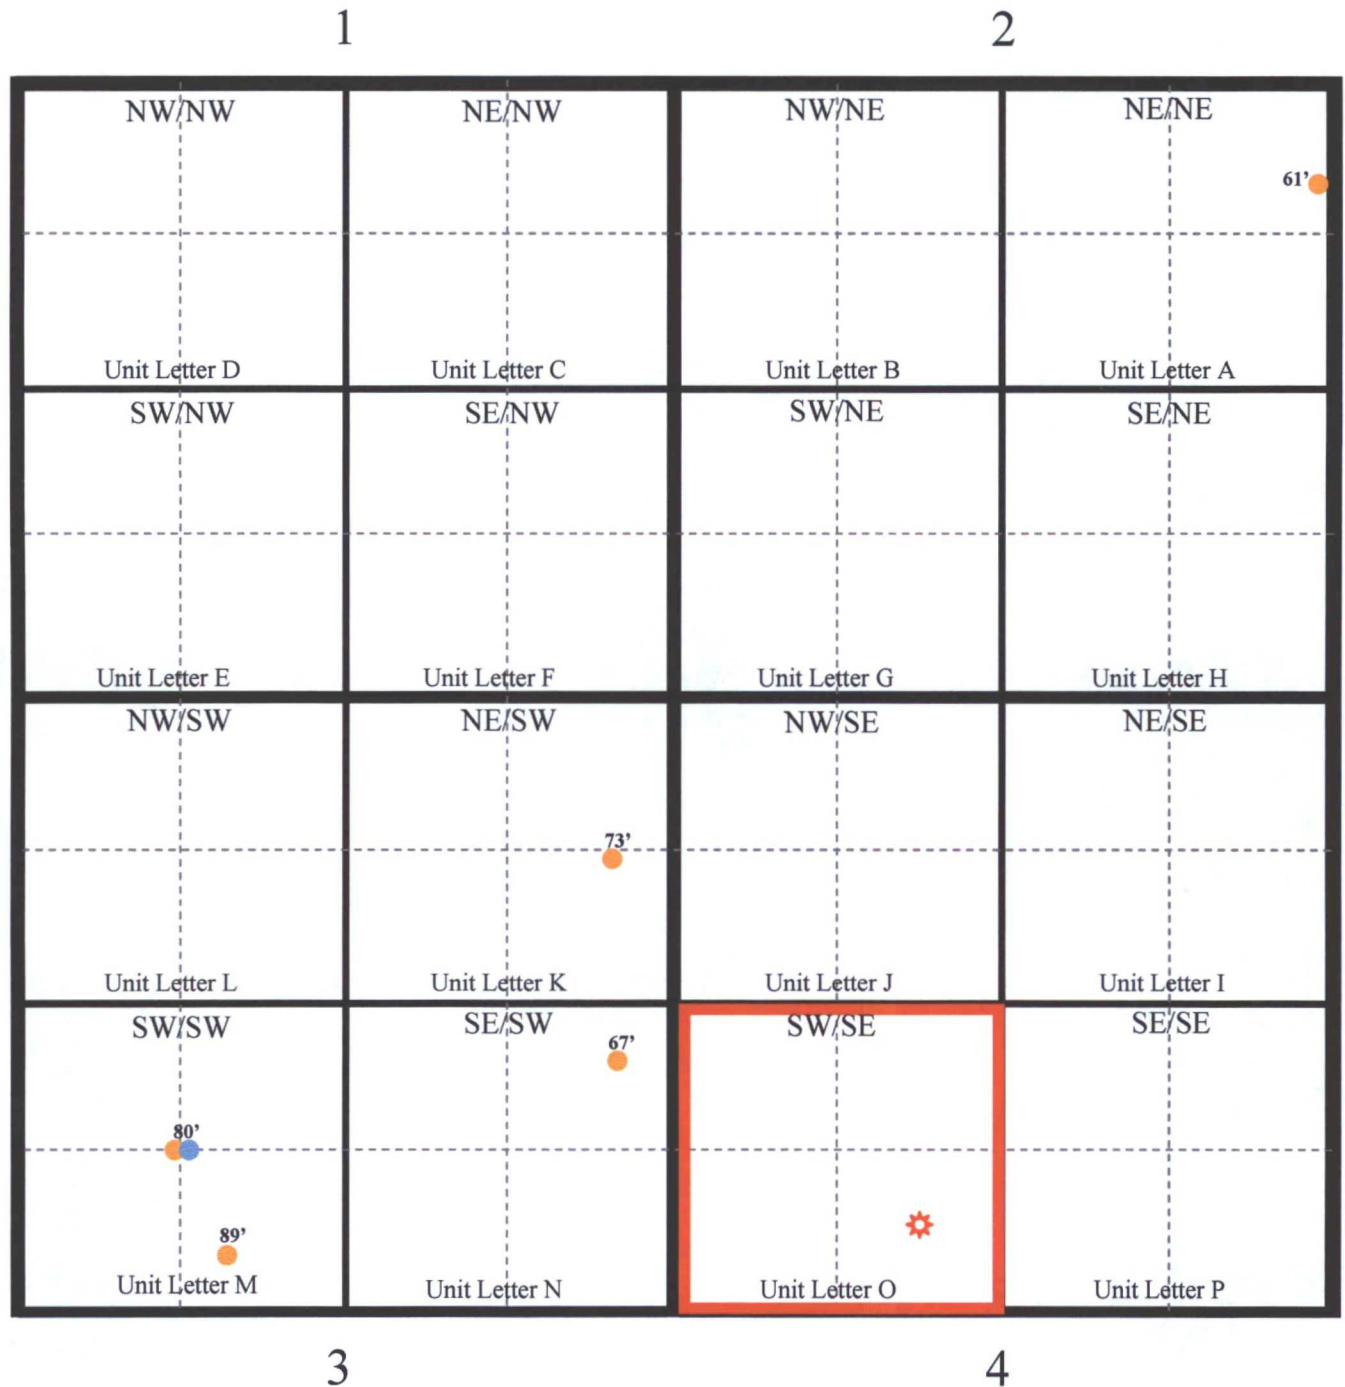 1 2
NW/NW NE/NW NW/NE NE/NE
61’
Unit Letter D Unit Letter C Unit Letter B Unit Letter A
SW/NW SE/NW SW/NE SE/NE
Unit Letter E Unit Letter F Unit Letter G Unit Letter H
NW/SW NE/SW NW/SE NE/SE
73’
Unit Letter L Unit Letter K Unit Letter J Unit Letter I
SW/SW SE/SW SW/SE SE/SE
67’
80’
89’
Unit Letter M Unit Letter N Unit Letter O Unit Letter P
3 4